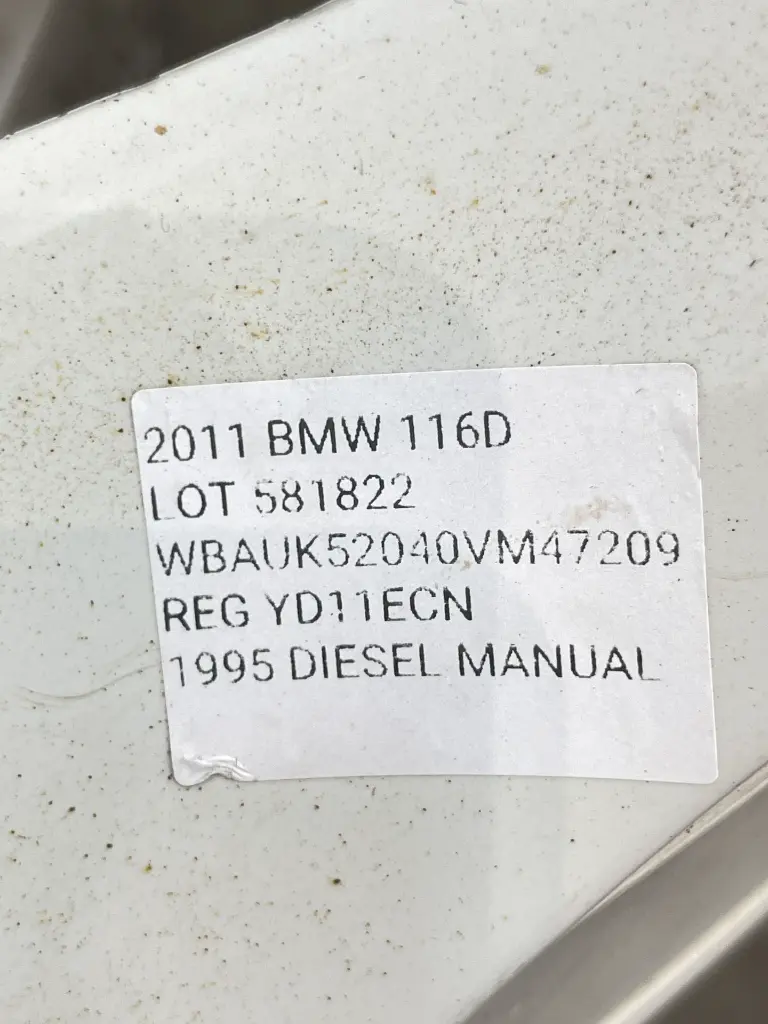 2011 BMW 116D
LOT 581822
WBAUK52040VM47209
REG YD11ECN
1995 DIESEL MANUAL